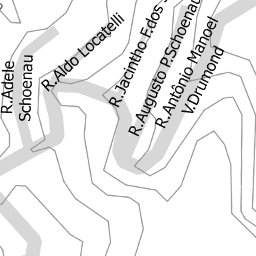 R.Adele
Schoenau
R.Aldo Locatelli
R.Jacintho F.dos
R.Augusto P.Schoenau
R.Antônio Manoel
V.Drumond